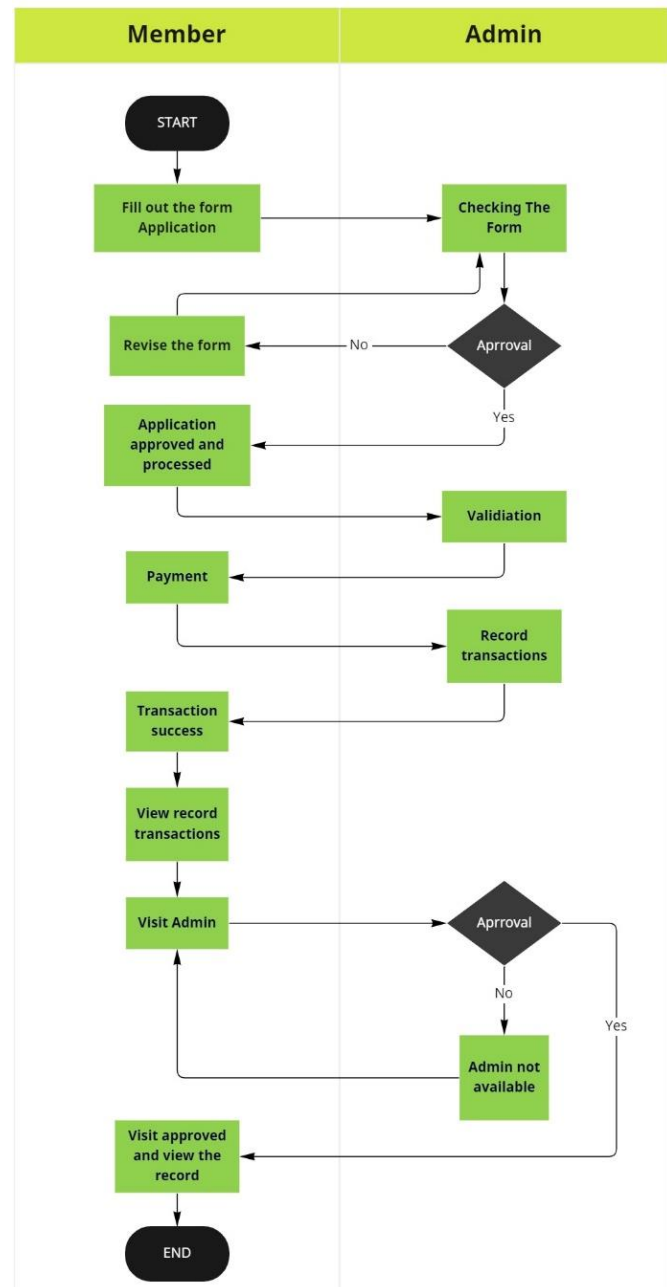 Member
Admin
START
Fill out the form
Application
Checking The
Form
Revise the form
No
Aprroval
Yes
Application
approved and
processed
Validiation
Payment
Record
transactions
Transaction
success
View record
transactions
Visit Admin
Aprroval
No
Yes
Admin not
available
Visit approved
and view the
record
END